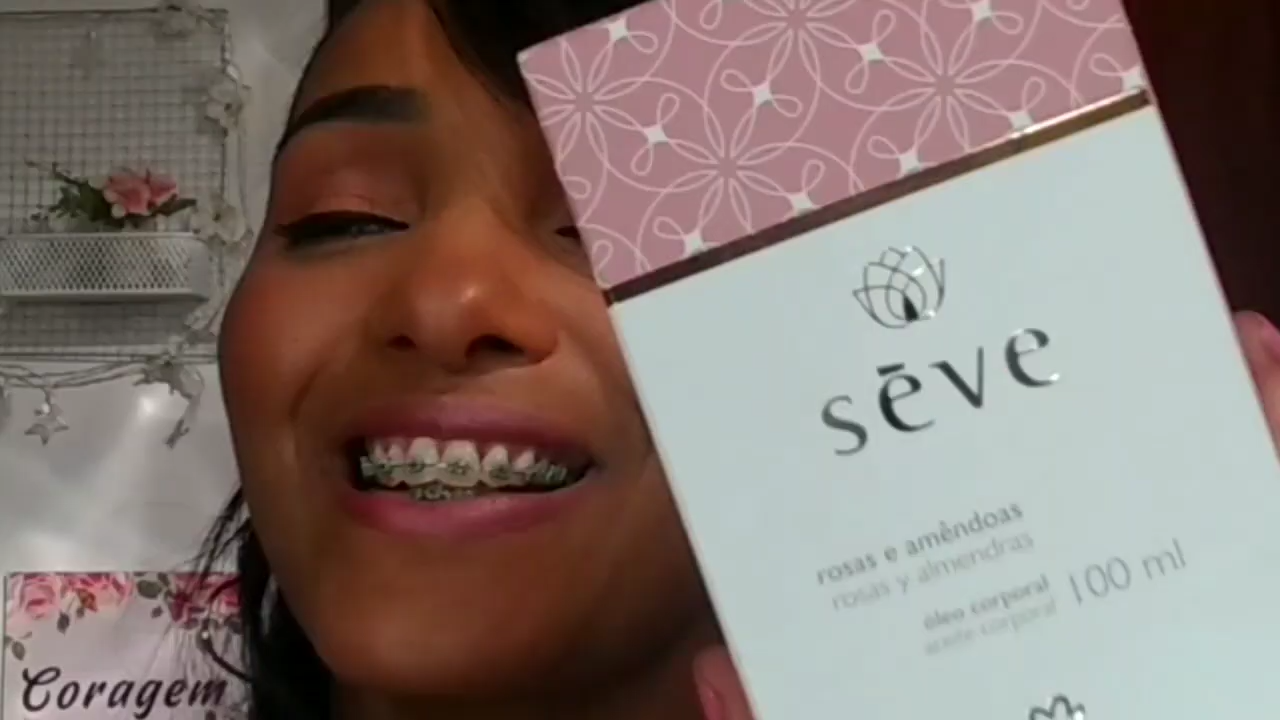 sēve
rosas e amêndoas
rosas y almendras
óleo corporal
aceite corporal
100 ml
Coragem